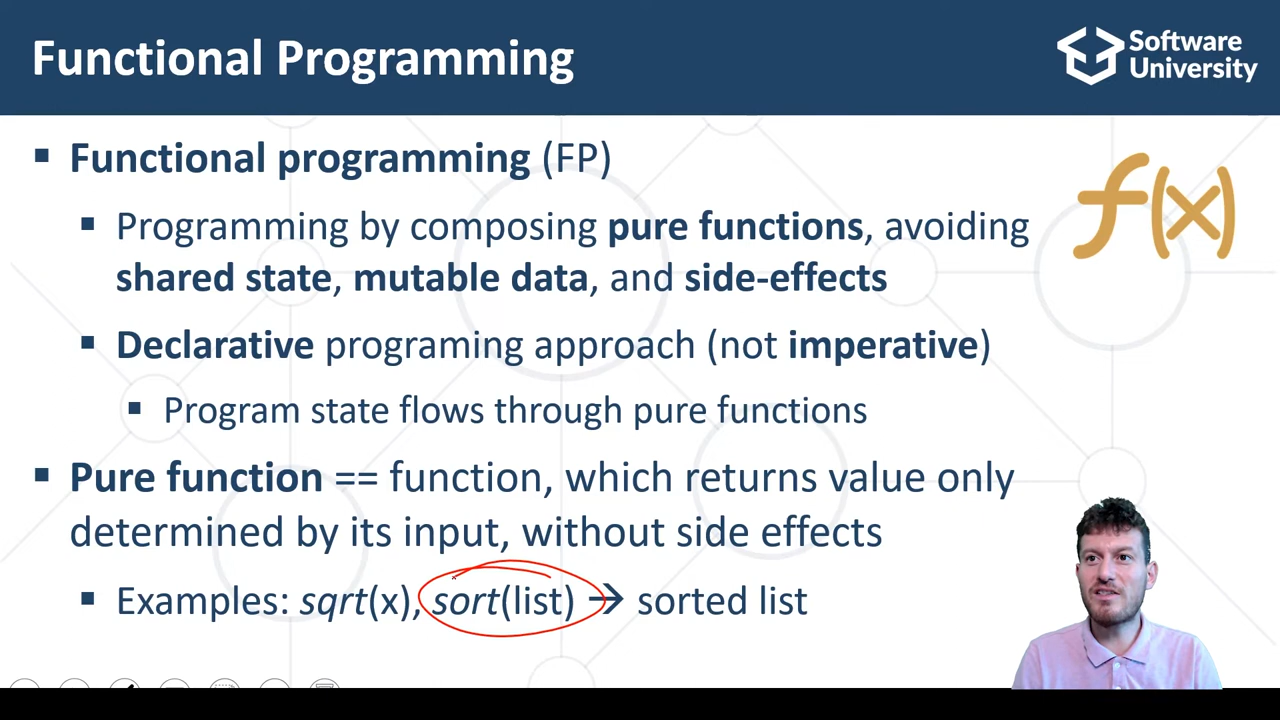 Functional Programming
Software
University
Functional programming (FP)
f(x)
Programming by composing pure functions, avoiding
shared state, mutable data, and side-effects
Declarative programing approach (not imperative)
Program state flows through pure functions
Pure function == function, which returns value only
determined by its input, without side effects
Examples: sqrt(x), sort(list) → sorted list